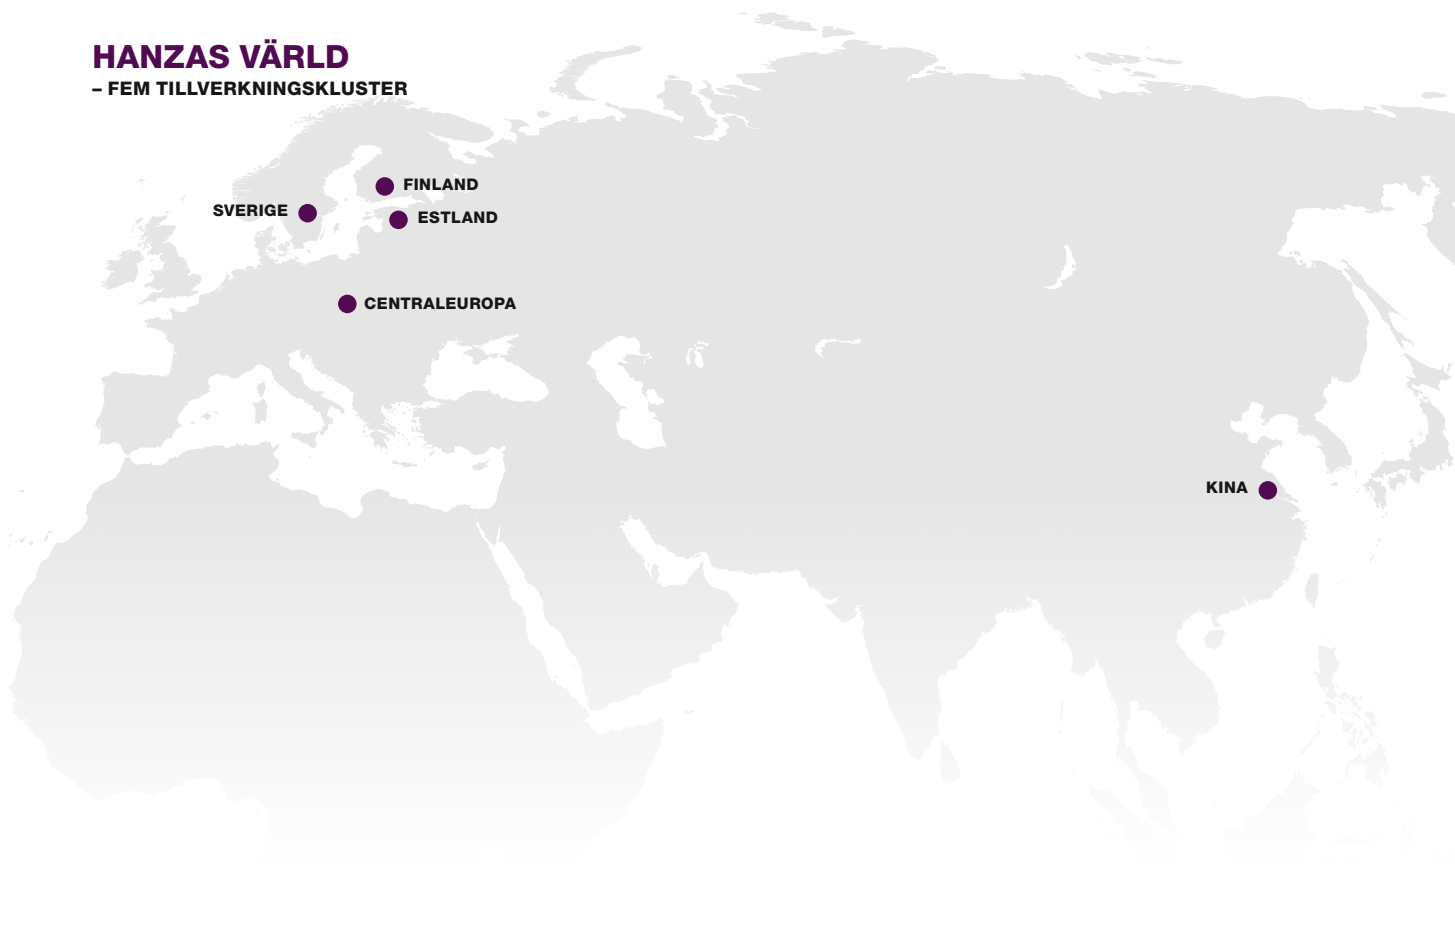 HANZAS VÄRLD
– FEM TILLVERKNINGSKLUSTER
FINLAND
SVERIGE
ESTLAND
CENTRALEUROPA
KINA